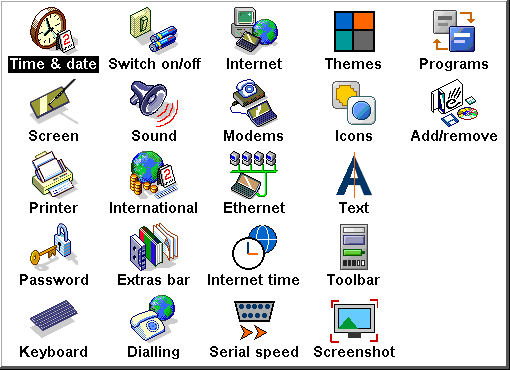 Time & date
Switch on/off
Internet
Themes
Programs
Screen
Sound
Modems
Icons
Add/remove
Printer
International
Ethernet
Text
Password
Extras bar
Internet time
Toolbar
Keyboard
Dialling
Serial speed
Screenshot